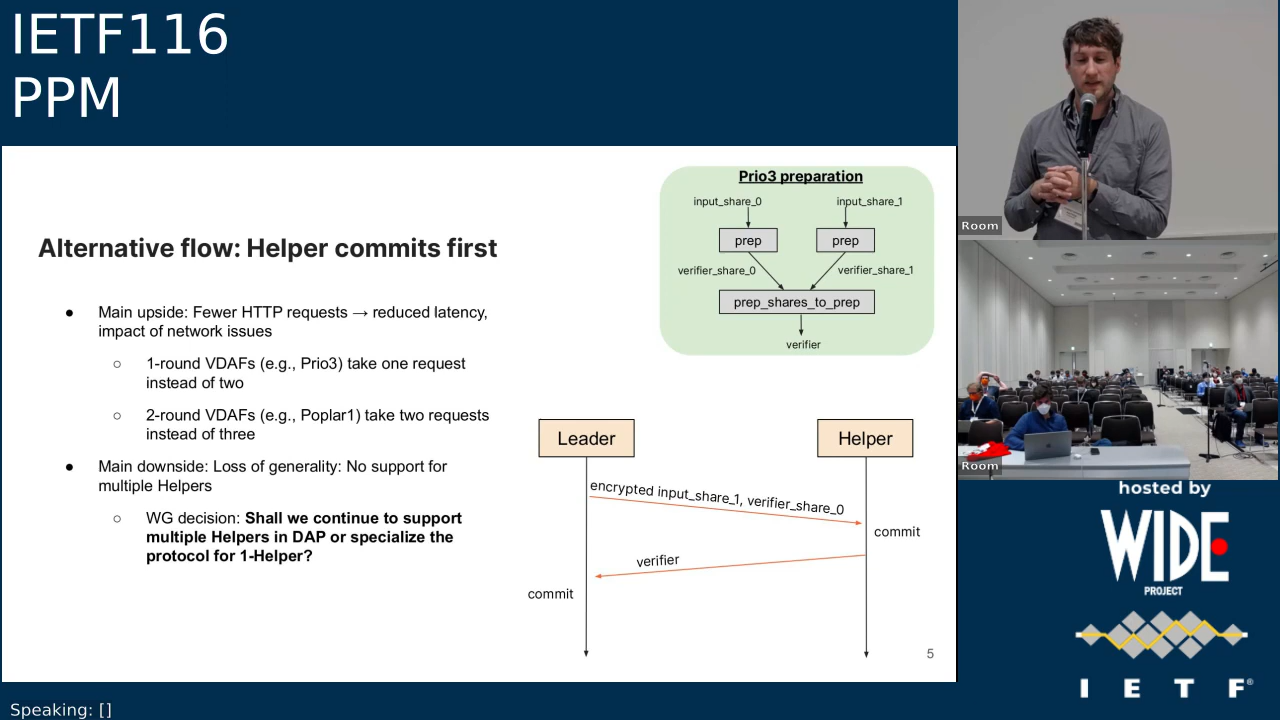 IETF116
PPM
Alternative flow: Helper commits first
● Main upside: Fewer HTTP requests → reduced latency,
impact of network issues
○ 1-round VDAFs (e.g., Prio3) take one request
instead of two
○ 2-round VDAFs (e.g., Poplar1) take two requests
instead of three
● Main downside: Loss of generality: No support for
multiple Helpers
○ WG decision: Shall we continue to support
multiple Helpers in DAP or specialize the
protocol for 1-Helper?
Prio3 preparation
input_share_0 input_share_1
prep prep
verifier_share_0 verifier_share_1
prep_shares_to_prep
verifier
Leader Helper
encrypted input_share_1, verifier_share_0
commit
verifier
commit
5
Room
Room
hosted by
WIDE
PROJECT
I E T F®
Speaking: []